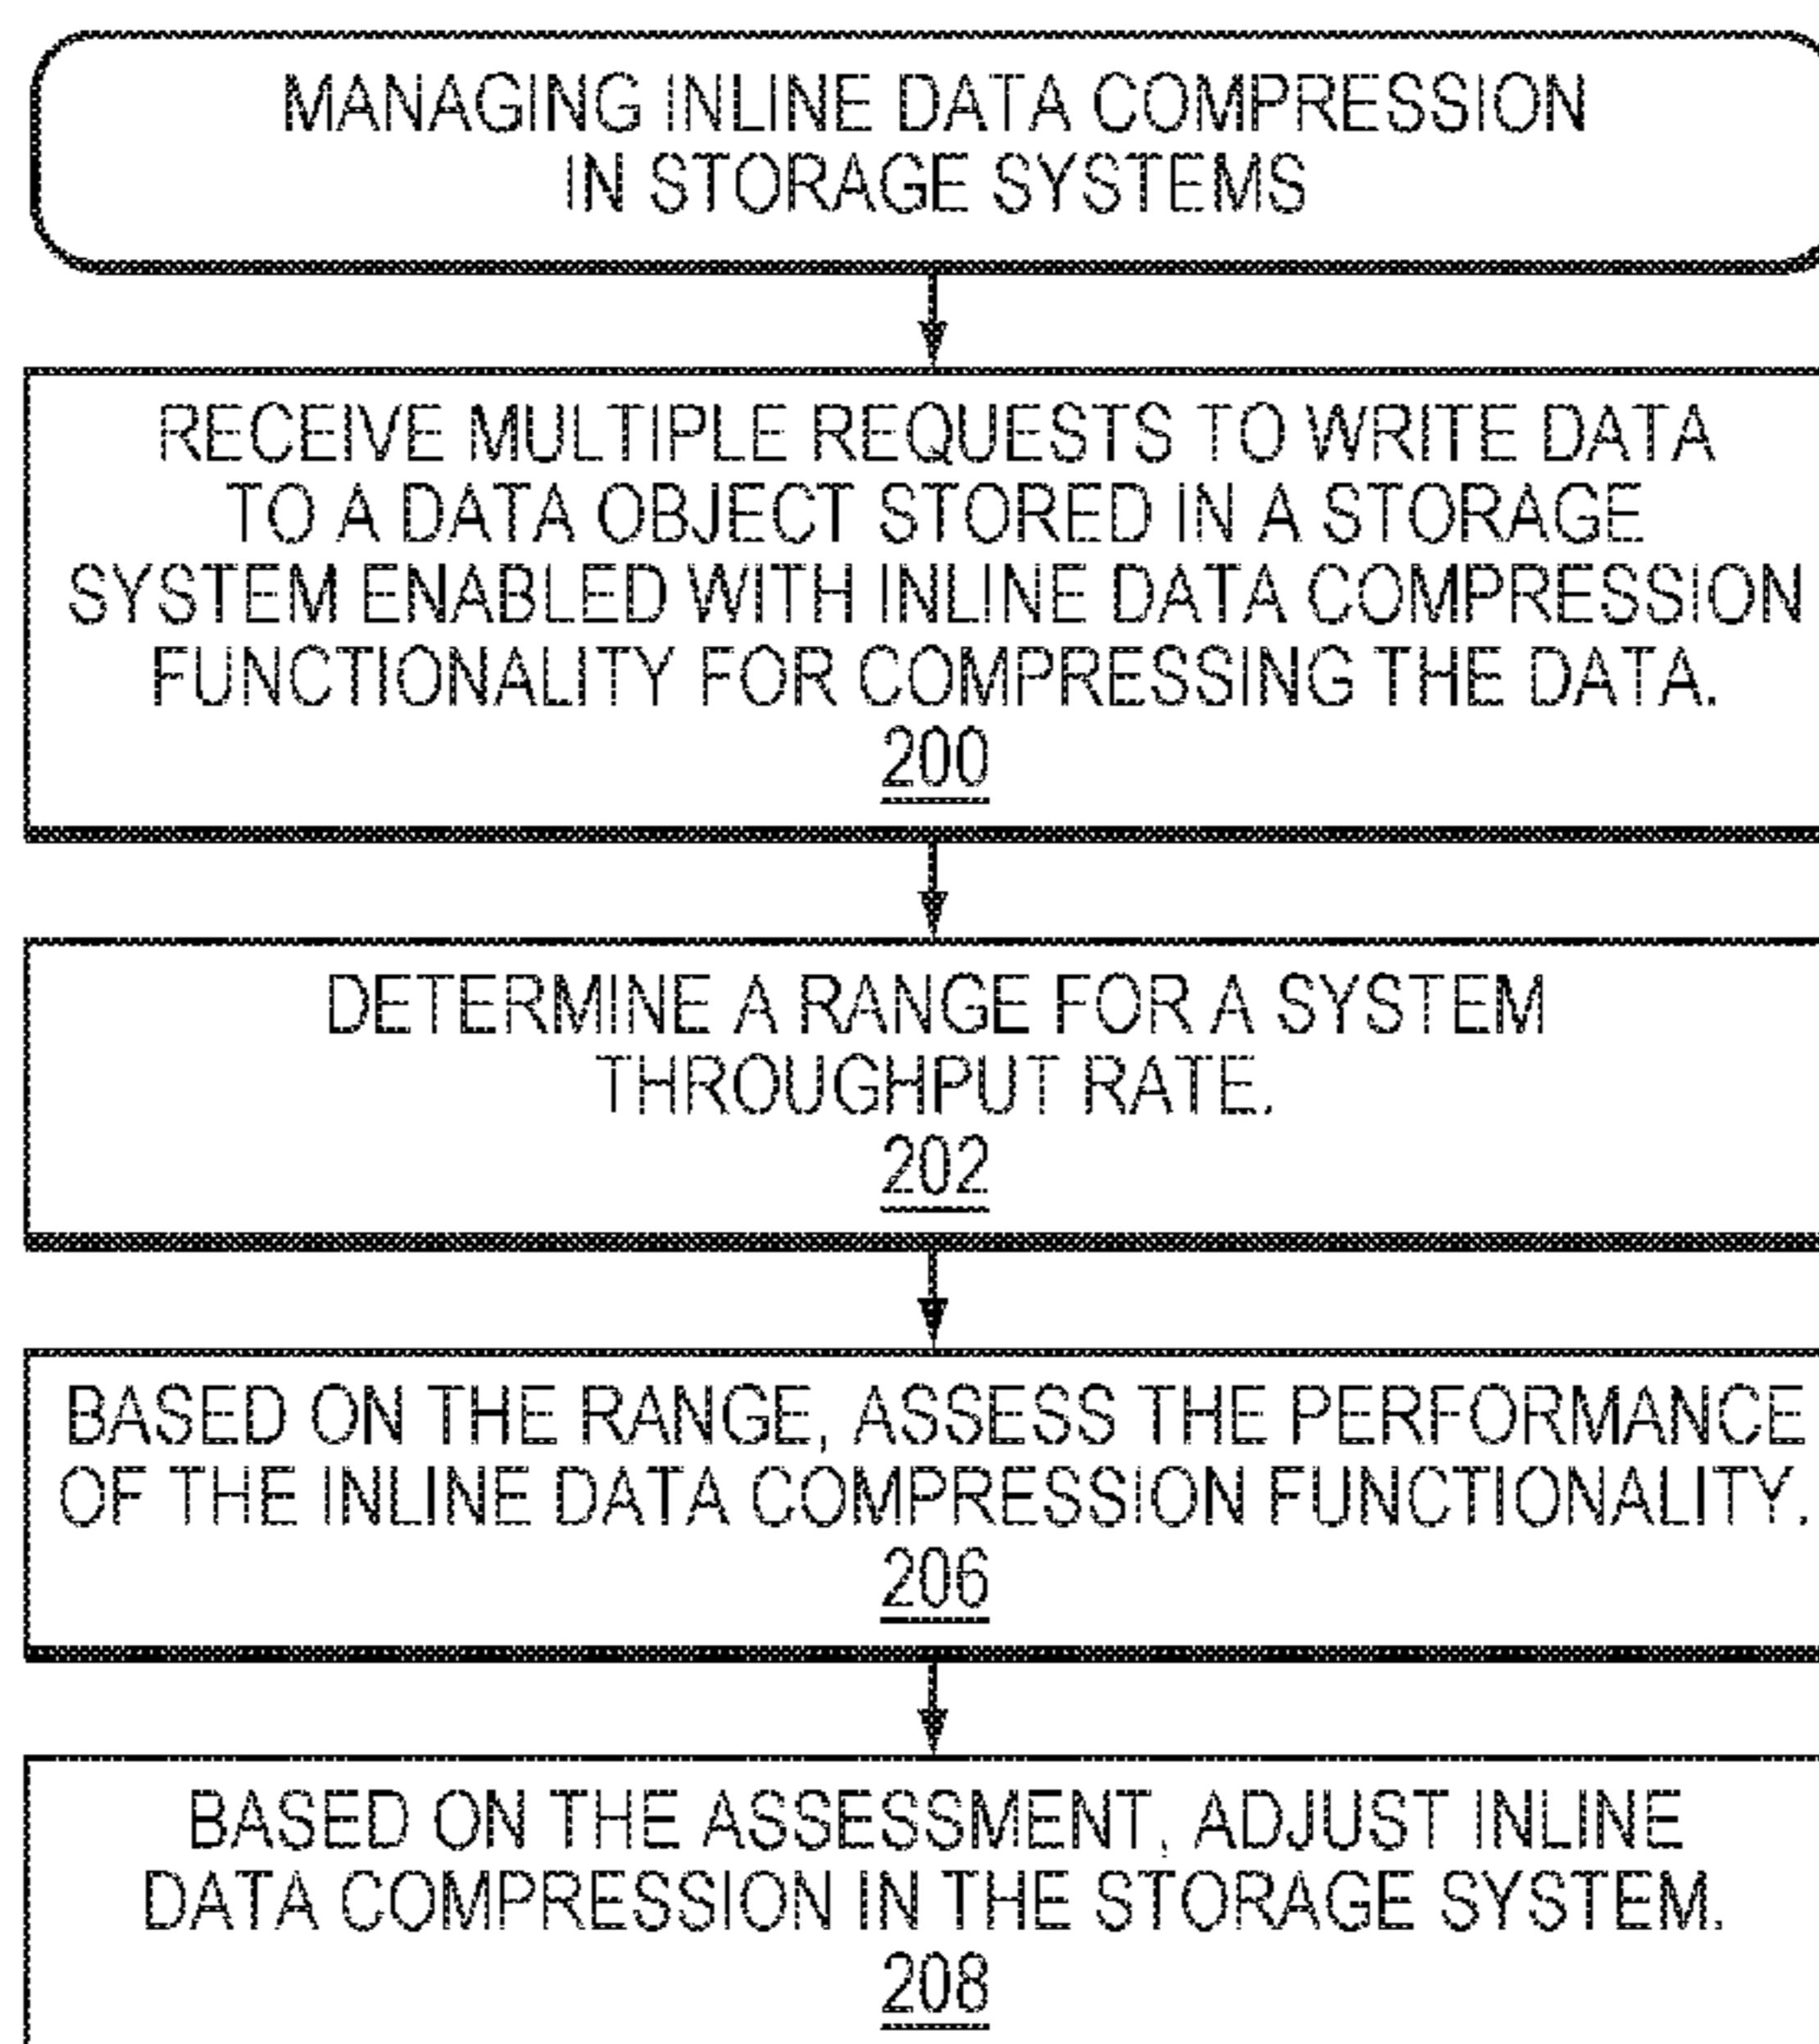 MANAGING INLINE DATA COMPRESSION
IN STORAGE SYSTEMS
RECEIVE MULTIPLE REQUESTS TO WRITE DATA
TO A DATA OBJECT STORED IN A STORAGE
SYSTEM ENABLED WITH INLINE DATA COMPRESSION
FUNCTIONALITY FOR COMPRESSING THE DATA.
200
DETERMINE A RANGE FOR A SYSTEM
THROUGHPUT RATE.
202
BASED ON THE RANGE, ASSESS THE PERFORMANCE
OF THE INLINE DATA COMPRESSION FUNCTIONALITY.
206
BASED ON THE ASSESSMENT, ADJUST INLINE
DATA COMPRESSION IN THE STORAGE SYSTEM.
208